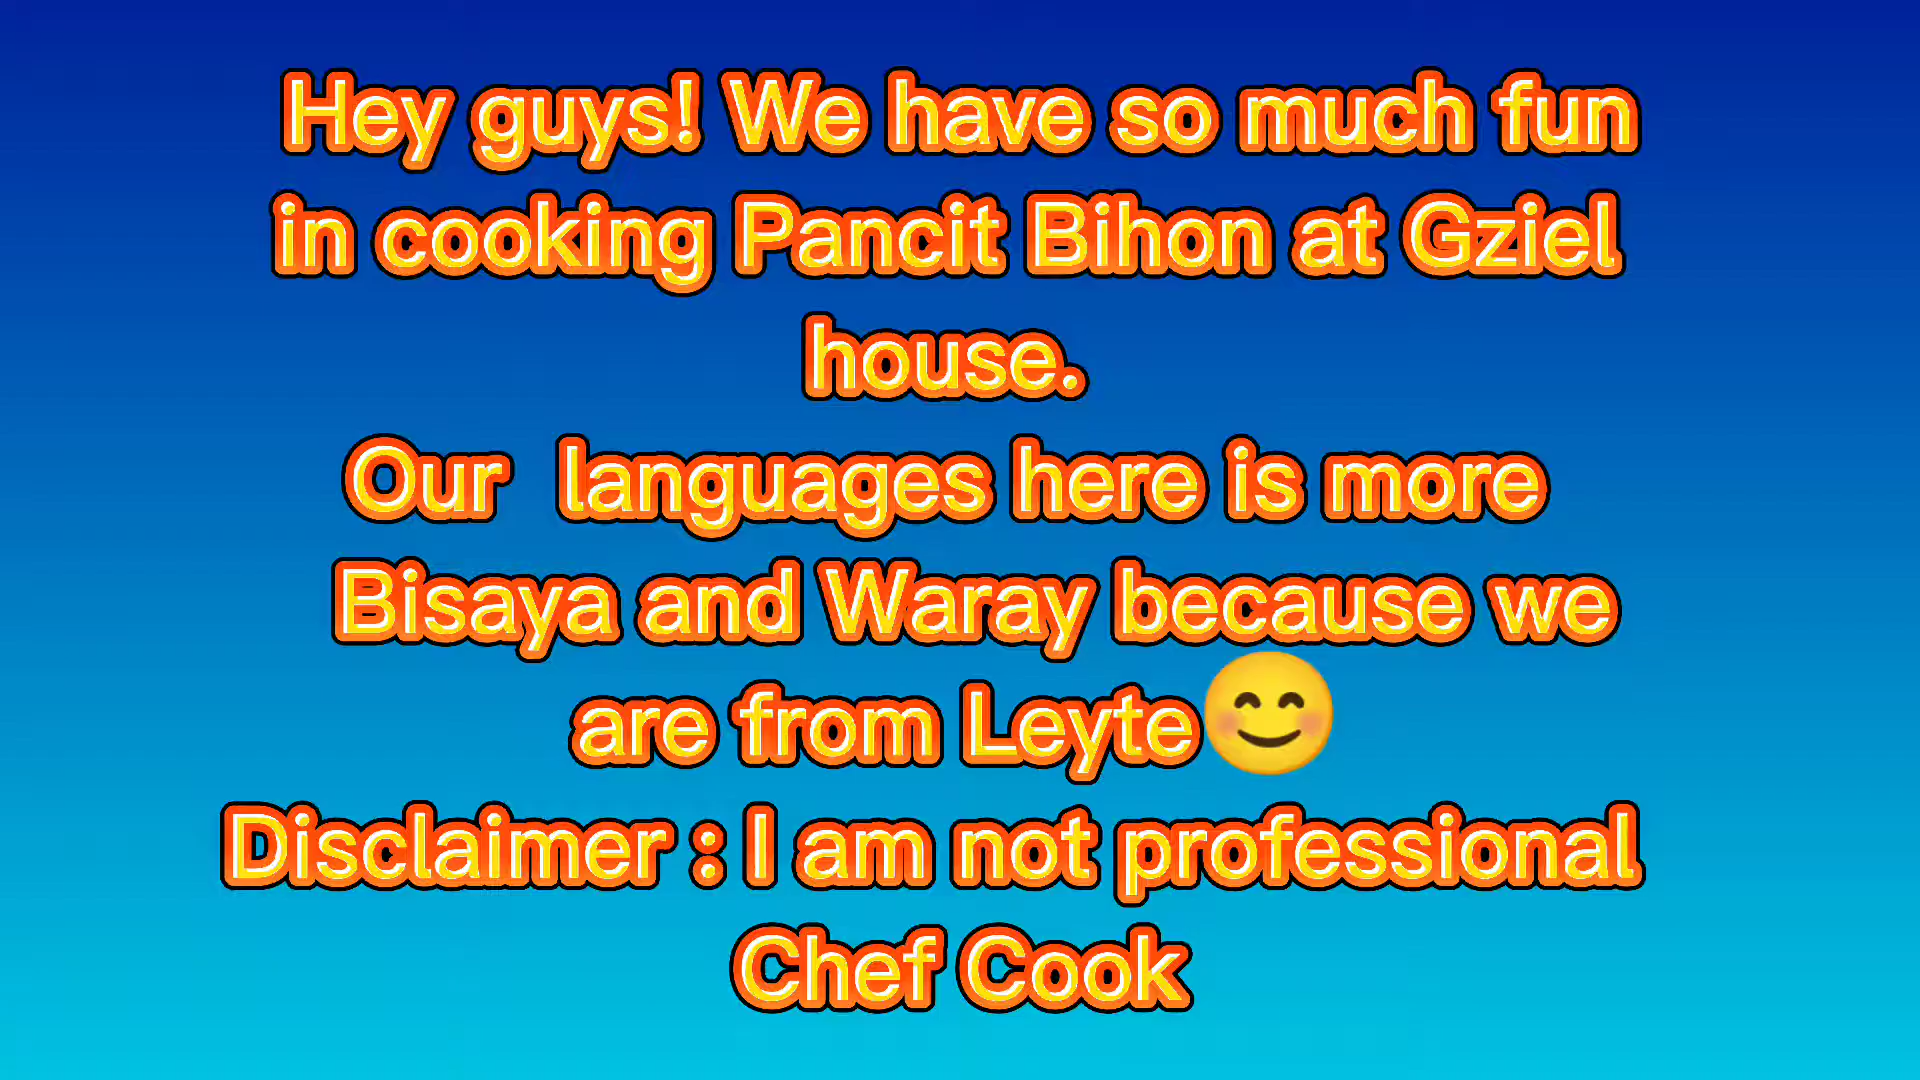 Hey guys! We have so much fun
in cooking Pancit Bihon at Gziel
house.
Our  languages here is more
Bisaya and Waray because we
are from Leyte😊
Disclaimer : I am not professional
Chef Cook